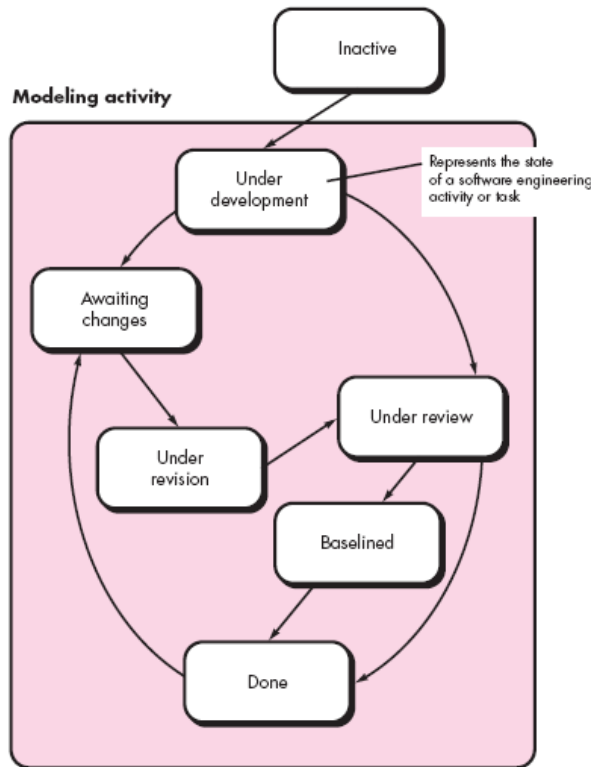 Inactive
Modeling activity
Represents the state
of a software engineering
activity or task
Under
development
Awaiting
changes
Under review
Under
revision
Baselined
Done